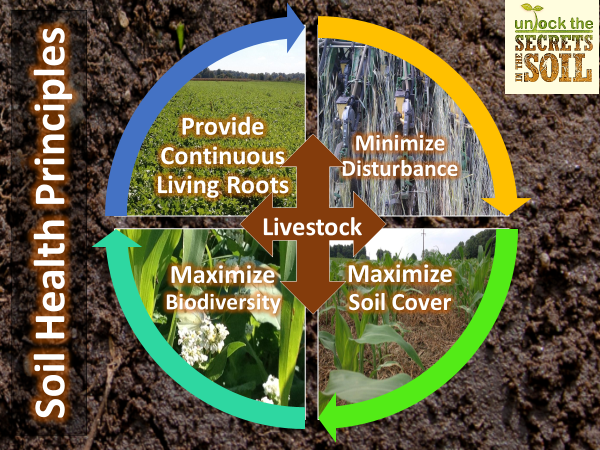 Soil Health Principles
unlock the
SECRETS
IN THE
SOIL
Provide
Continuous
Living Roots
Minimize
Disturbance
Livestock
Maximize
Biodiversity
Maximize
Soil Cover